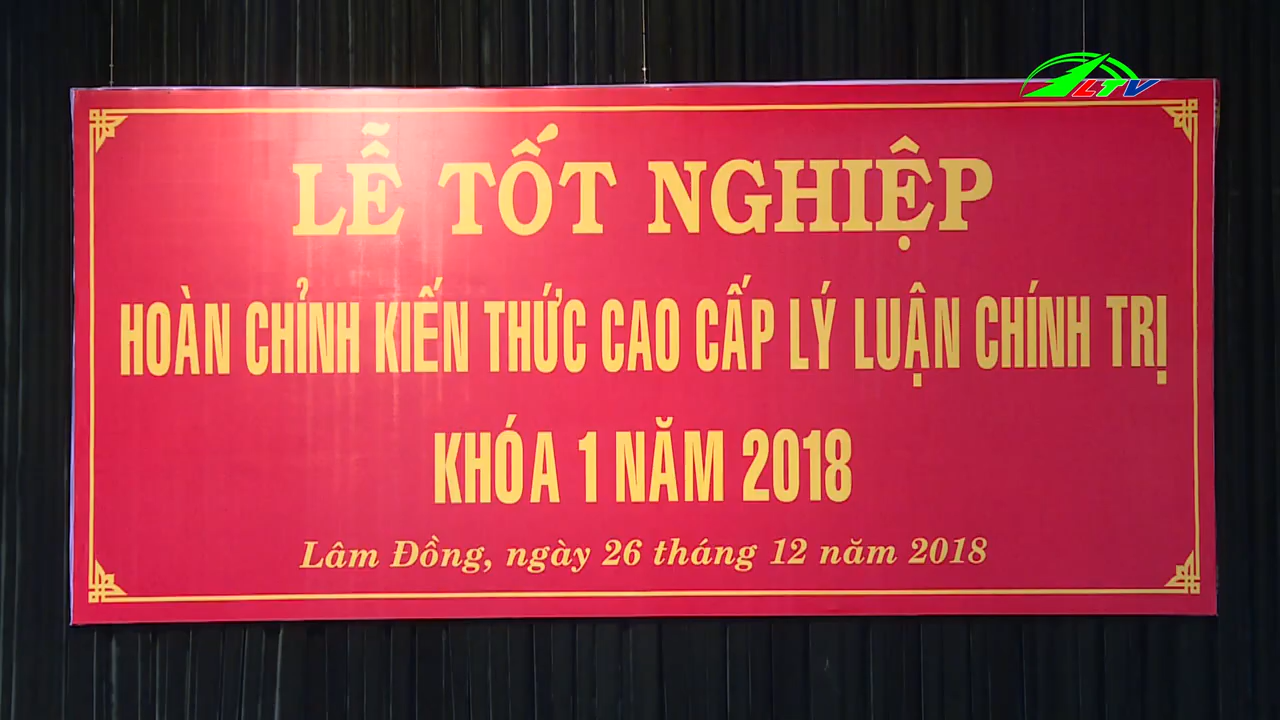 LTV
LỄ TỐT NGHIỆP
HOÀN CHỈNH KIẾN THỨC CAO CẤP LÝ LUẬN CHÍNH TRỊ
KHÓA 1 NĂM 2018
Lâm Đồng, ngày 26 tháng 12 năm 2018